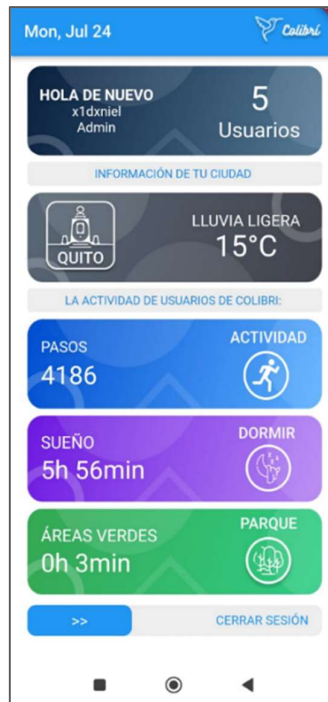 Mon, Jul 24
Colibrí
HOLA DE NUEVO
x1dxniel
Admin
5
Usuarios
INFORMACIÓN DE TU CIUDAD
QUITO
LLUVIA LIGERA
15°C
LA ACTIVIDAD DE USUARIOS DE COLIBRI:
PASOS
4186
ACTIVIDAD
SUEÑO
5h 56min
DORMIR
ÁREAS VERDES
0h 3min
PARQUE
>>
CERRAR SESIÓN